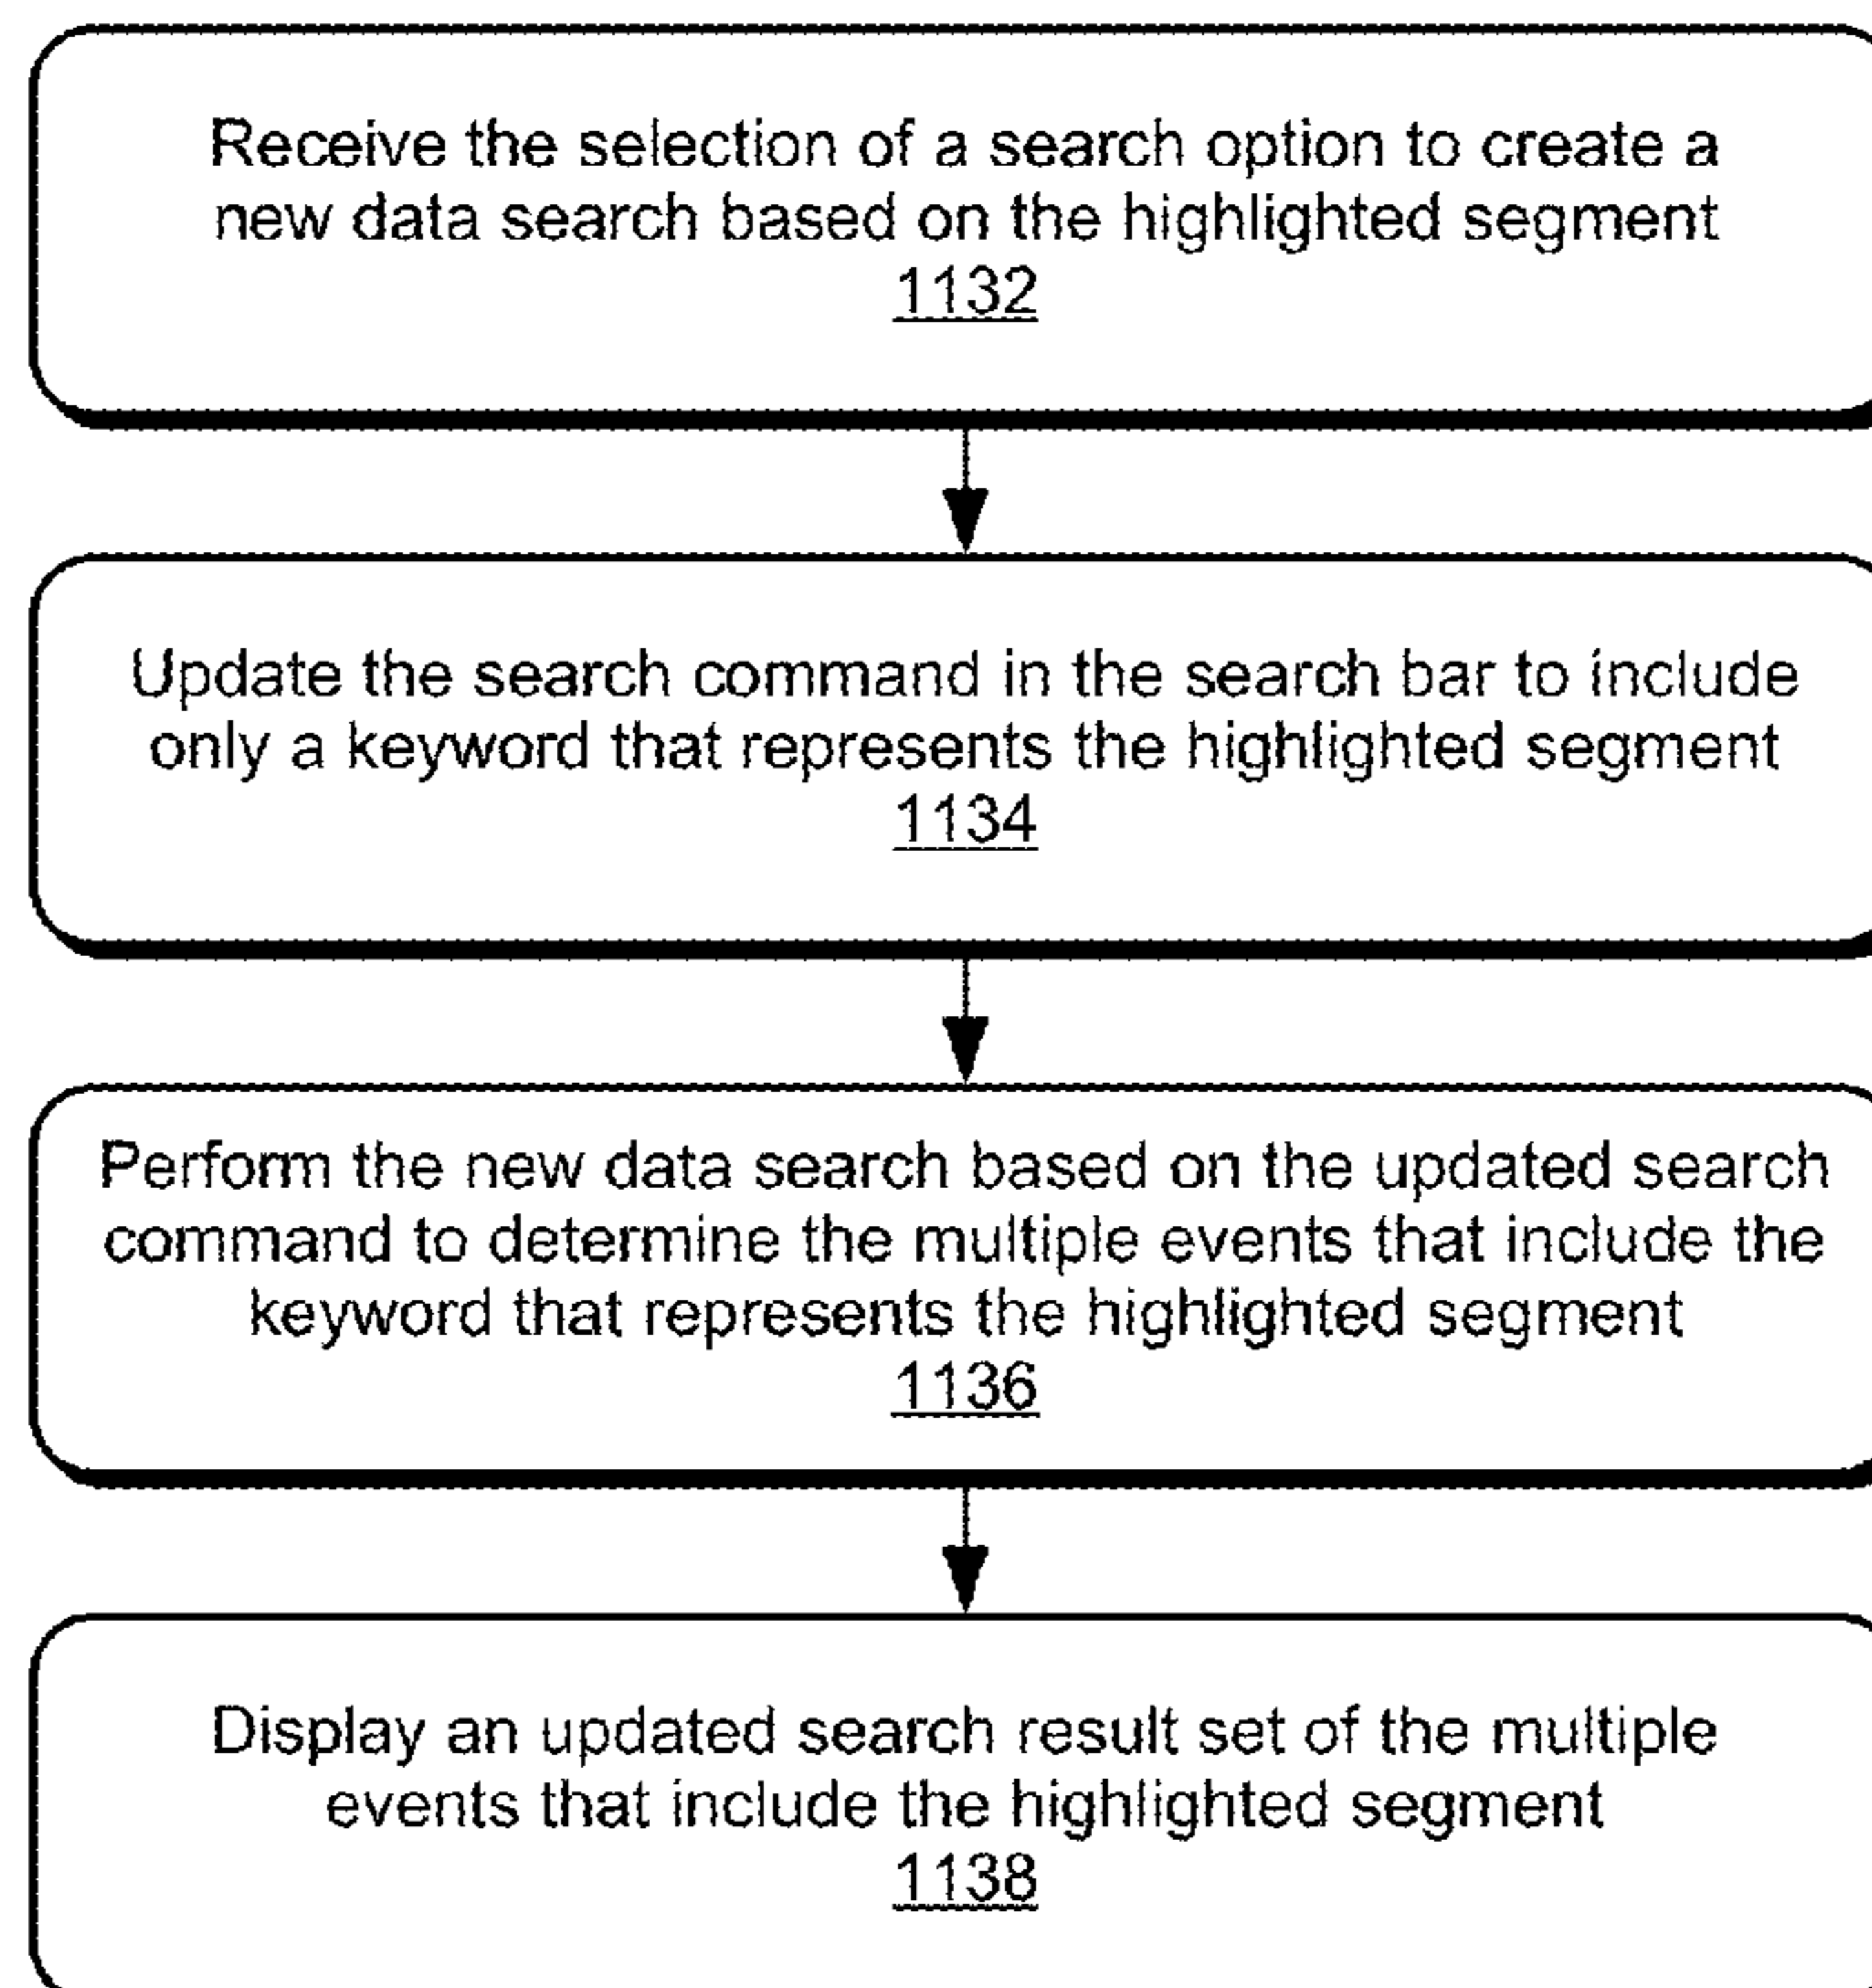 Receive the selection of a search option to create a
new data search based on the highlighted segment
1132
Update the search command in the search bar to include
only a keyword that represents the highlighted segment
1134
Perform the new data search based on the updated search
command to determine the multiple events that include the
keyword that represents the highlighted segment
1136
Display an updated search result set of the multiple
events that include the highlighted segment
1138